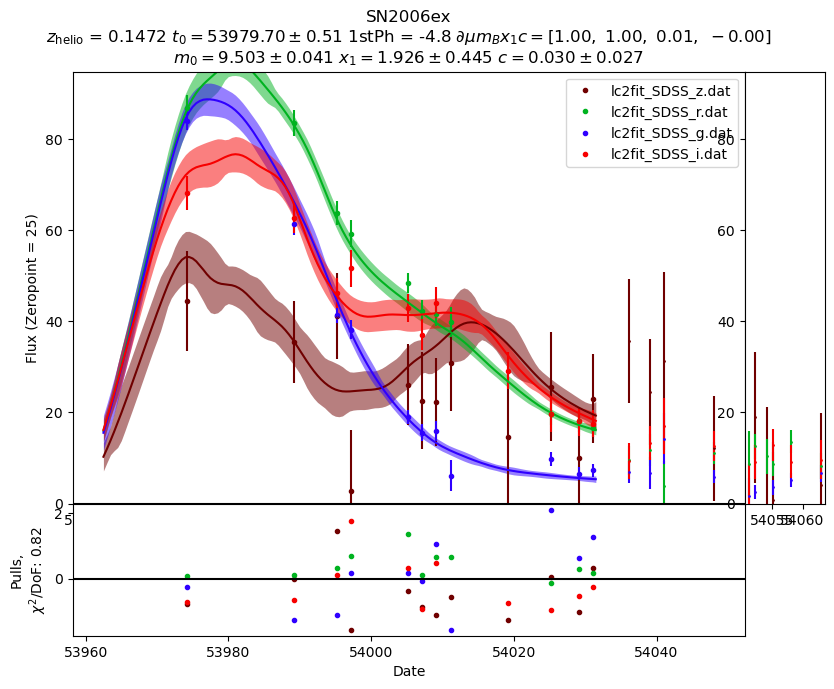 SN2006ex
z_helio = 0.1472 t_0 = 53979.70 ± 0.51 1stPh = -4.8 ∂μm_Bx_1c = [1.00, 1.00, 0.01, −0.00]
m_0 = 9.503 ± 0.041 x_1 = 1.926 ± 0.445 c = 0.030 ± 0.027
lc2fit_SDSS_z.dat
lc2fit_SDSS_r.dat
lc2fit_SDSS_g.dat
lc2fit_SDSS_i.dat
Flux (Zeropoint = 25)
80
60
40
20
0
80
60
40
20
0
5
54055
54060
Pulls,
χ²/DoF: 0.82
2
0
53960
53980
54000
54020
54040
Date